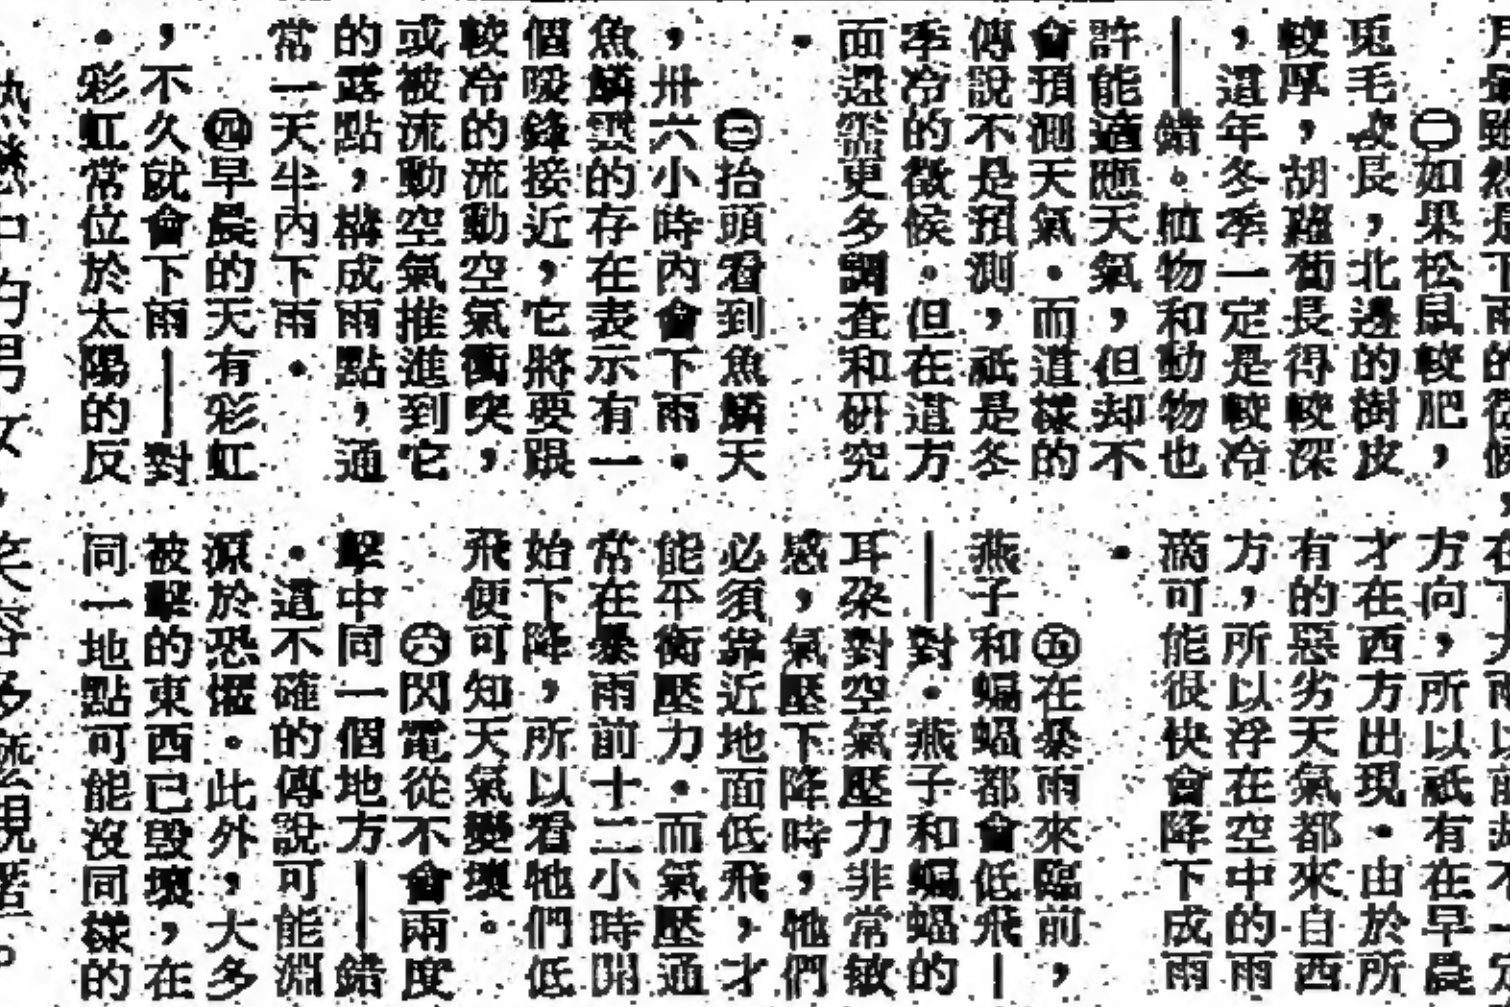 雖然是下雨的徵候
㊁如果松鼠較肥，
兎毛較長，北邊的樹皮
較厚，胡蘿蔔長得較深
，這年冬季一定是較冷
——錯。植物和動物也
許能適應天氣，但却不
會預測天氣．而這樣的
傳說不是預測，祇是冬
季冷的徵候。但在這方
面還需更多調查和研究
．
㊂抬頭看到魚鱗天
，卅六小時內會下雨．
魚鱗雲的存在表示有一
個暖鋒接近，它將要跟
較冷的流動空氣衝突，
或被流動空氣推進到它
的露點，構成雨點，通
常一天半內下雨．
㊃早晨的天有彩虹
，不久就會下雨——對
．彩虹常位於太陽的反
方向，所以祇有在早晨
才在西方出現．由於所
有的惡劣天氣都來自西
方，所以浮在空中的雨
滴可能很快會降下成雨
．
㊄在暴雨來臨前，
燕子和蝙蝠都會低飛—
—對．燕子和蝙蝠的
耳朶對空氣壓力非常敏
感，氣壓下降時，牠們
必須靠近地面低飛，才
能平衡壓力．而氣壓通
常在暴雨前十二小時開
始下降，所以看牠們低
飛便可知天氣變壞。
㊅閃電從不會兩度
擊中同一個地方——錯
．這不確的傳說可能淵
源於恐懼。此外，大多
被擊的東西已毀壞，在
同一地點可能沒同樣的
熱戀中的男女，